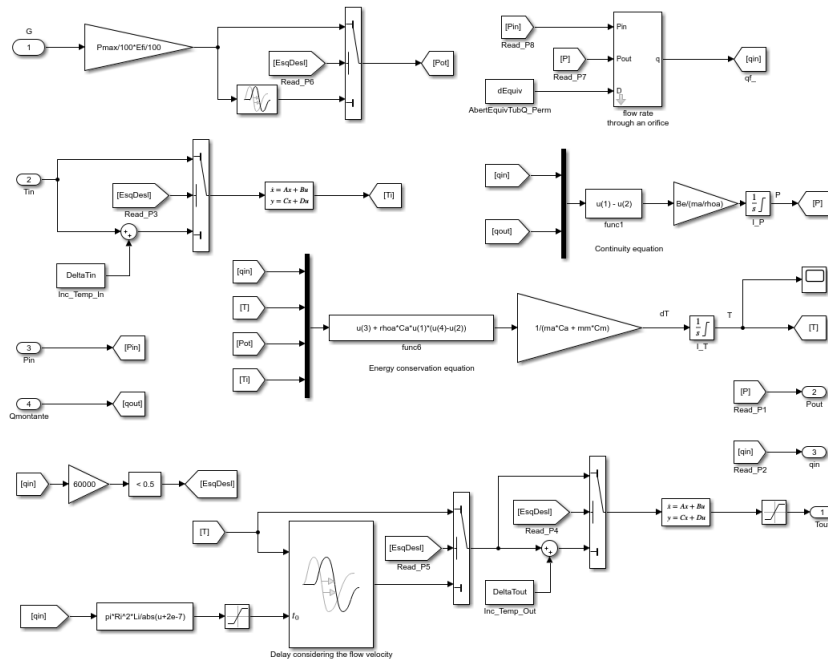 G
1
Pmax/100*Efi/100
[EsqDesl]
Read_P6
[Pot]
[Pin]
Read_P8
[P]
Read_P7
dEquiv
AbertEquivTubQ_Perm
Pin
Pout
D
q
flow rate
through an orifice
[qin]
qf_
2
Tin
[EsqDesl]
Read_P3
DeltaTin
Inc_Temp_In
ẋ = Ax + Bu
y = Cx + Du
[Ti]
[qin]
[qout]
u(1) - u(2)
func1
Continuity equation
Be/(ma/rhoa)
1
s
I_P
P
[P]
[qin]
[T]
[Pot]
[Ti]
u(3) + rhoa*Ca*u(1)*(u(4)-u(2))
func6
Energy conservation equation
1/(ma*Ca + mm*Cm)
dT
1
s
I_T
T
[T]
3
Pin
[Pin]
4
Qmontante
[qout]
[P]
Read_P1
2
Pout
[qin]
Read_P2
3
qin
[qin]
60000
< 0.5
[EsqDesl]
[T]
[qin]
pi*Ri^2*Li/abs(u+2e-7)
t0
Delay considering the flow velocity
[EsqDesl]
Read_P5
[EsqDesl]
Read_P4
DeltaTout
Inc_Temp_Out
ẋ = Ax + Bu
y = Cx + Du
1
Tout